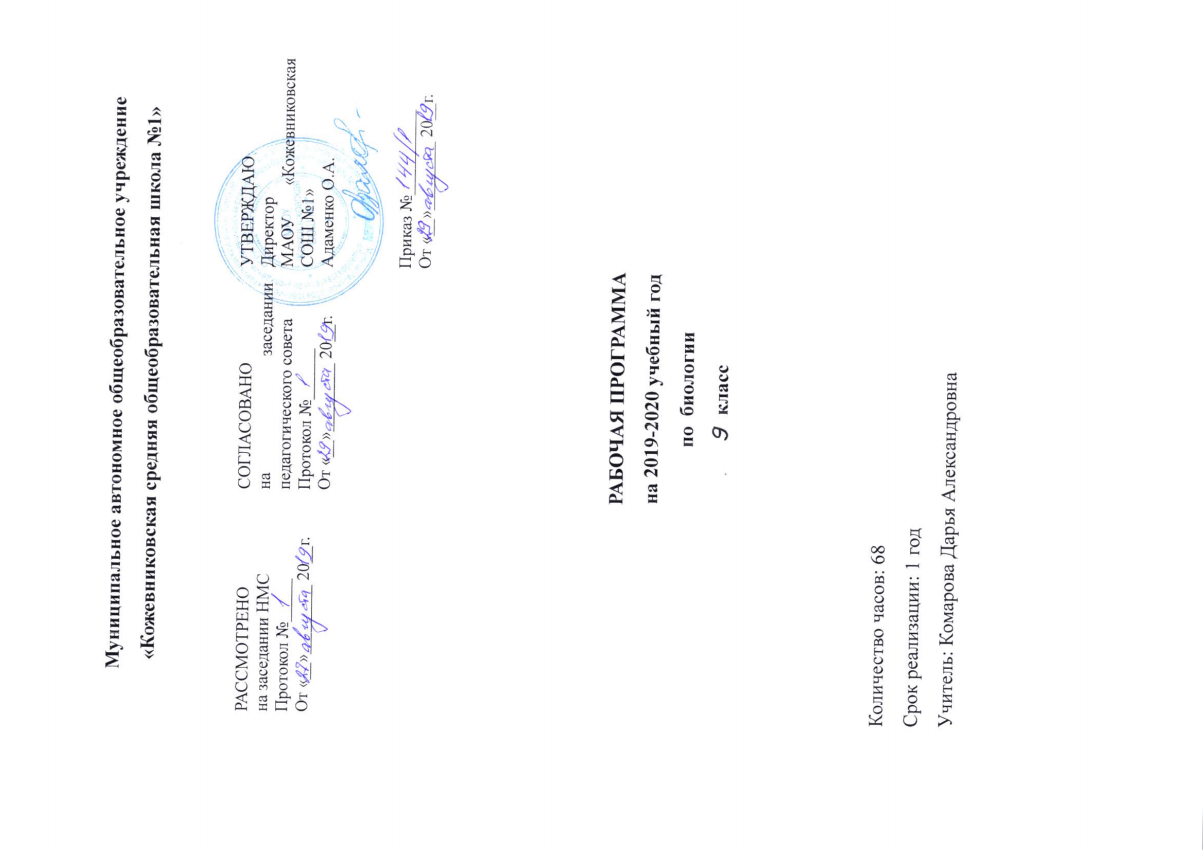 Муниципальное автономное общеобразовательное учреждение
«Кожевниковская средняя общеобразовательная школа №1»
РАССМОТРЕНО
на заседании НМС
Протокол № 1
От «27» августа 2019г.
СОГЛАСОВАНО
на заседании
педагогического совета
Протокол № 1
От «29» августа 2019г.
УТВЕРЖДАЮ
Директор
МАОУ «Кожевниковская
СОШ №1»
Адаменко О.А.
Приказ № 144/1
От «29» августа 2019г.
РАБОЧАЯ ПРОГРАММА
на 2019-2020 учебный год
по биологии
9 класс
Количество часов: 68
Срок реализации: 1 год
Учитель: Комарова Дарья Александровна